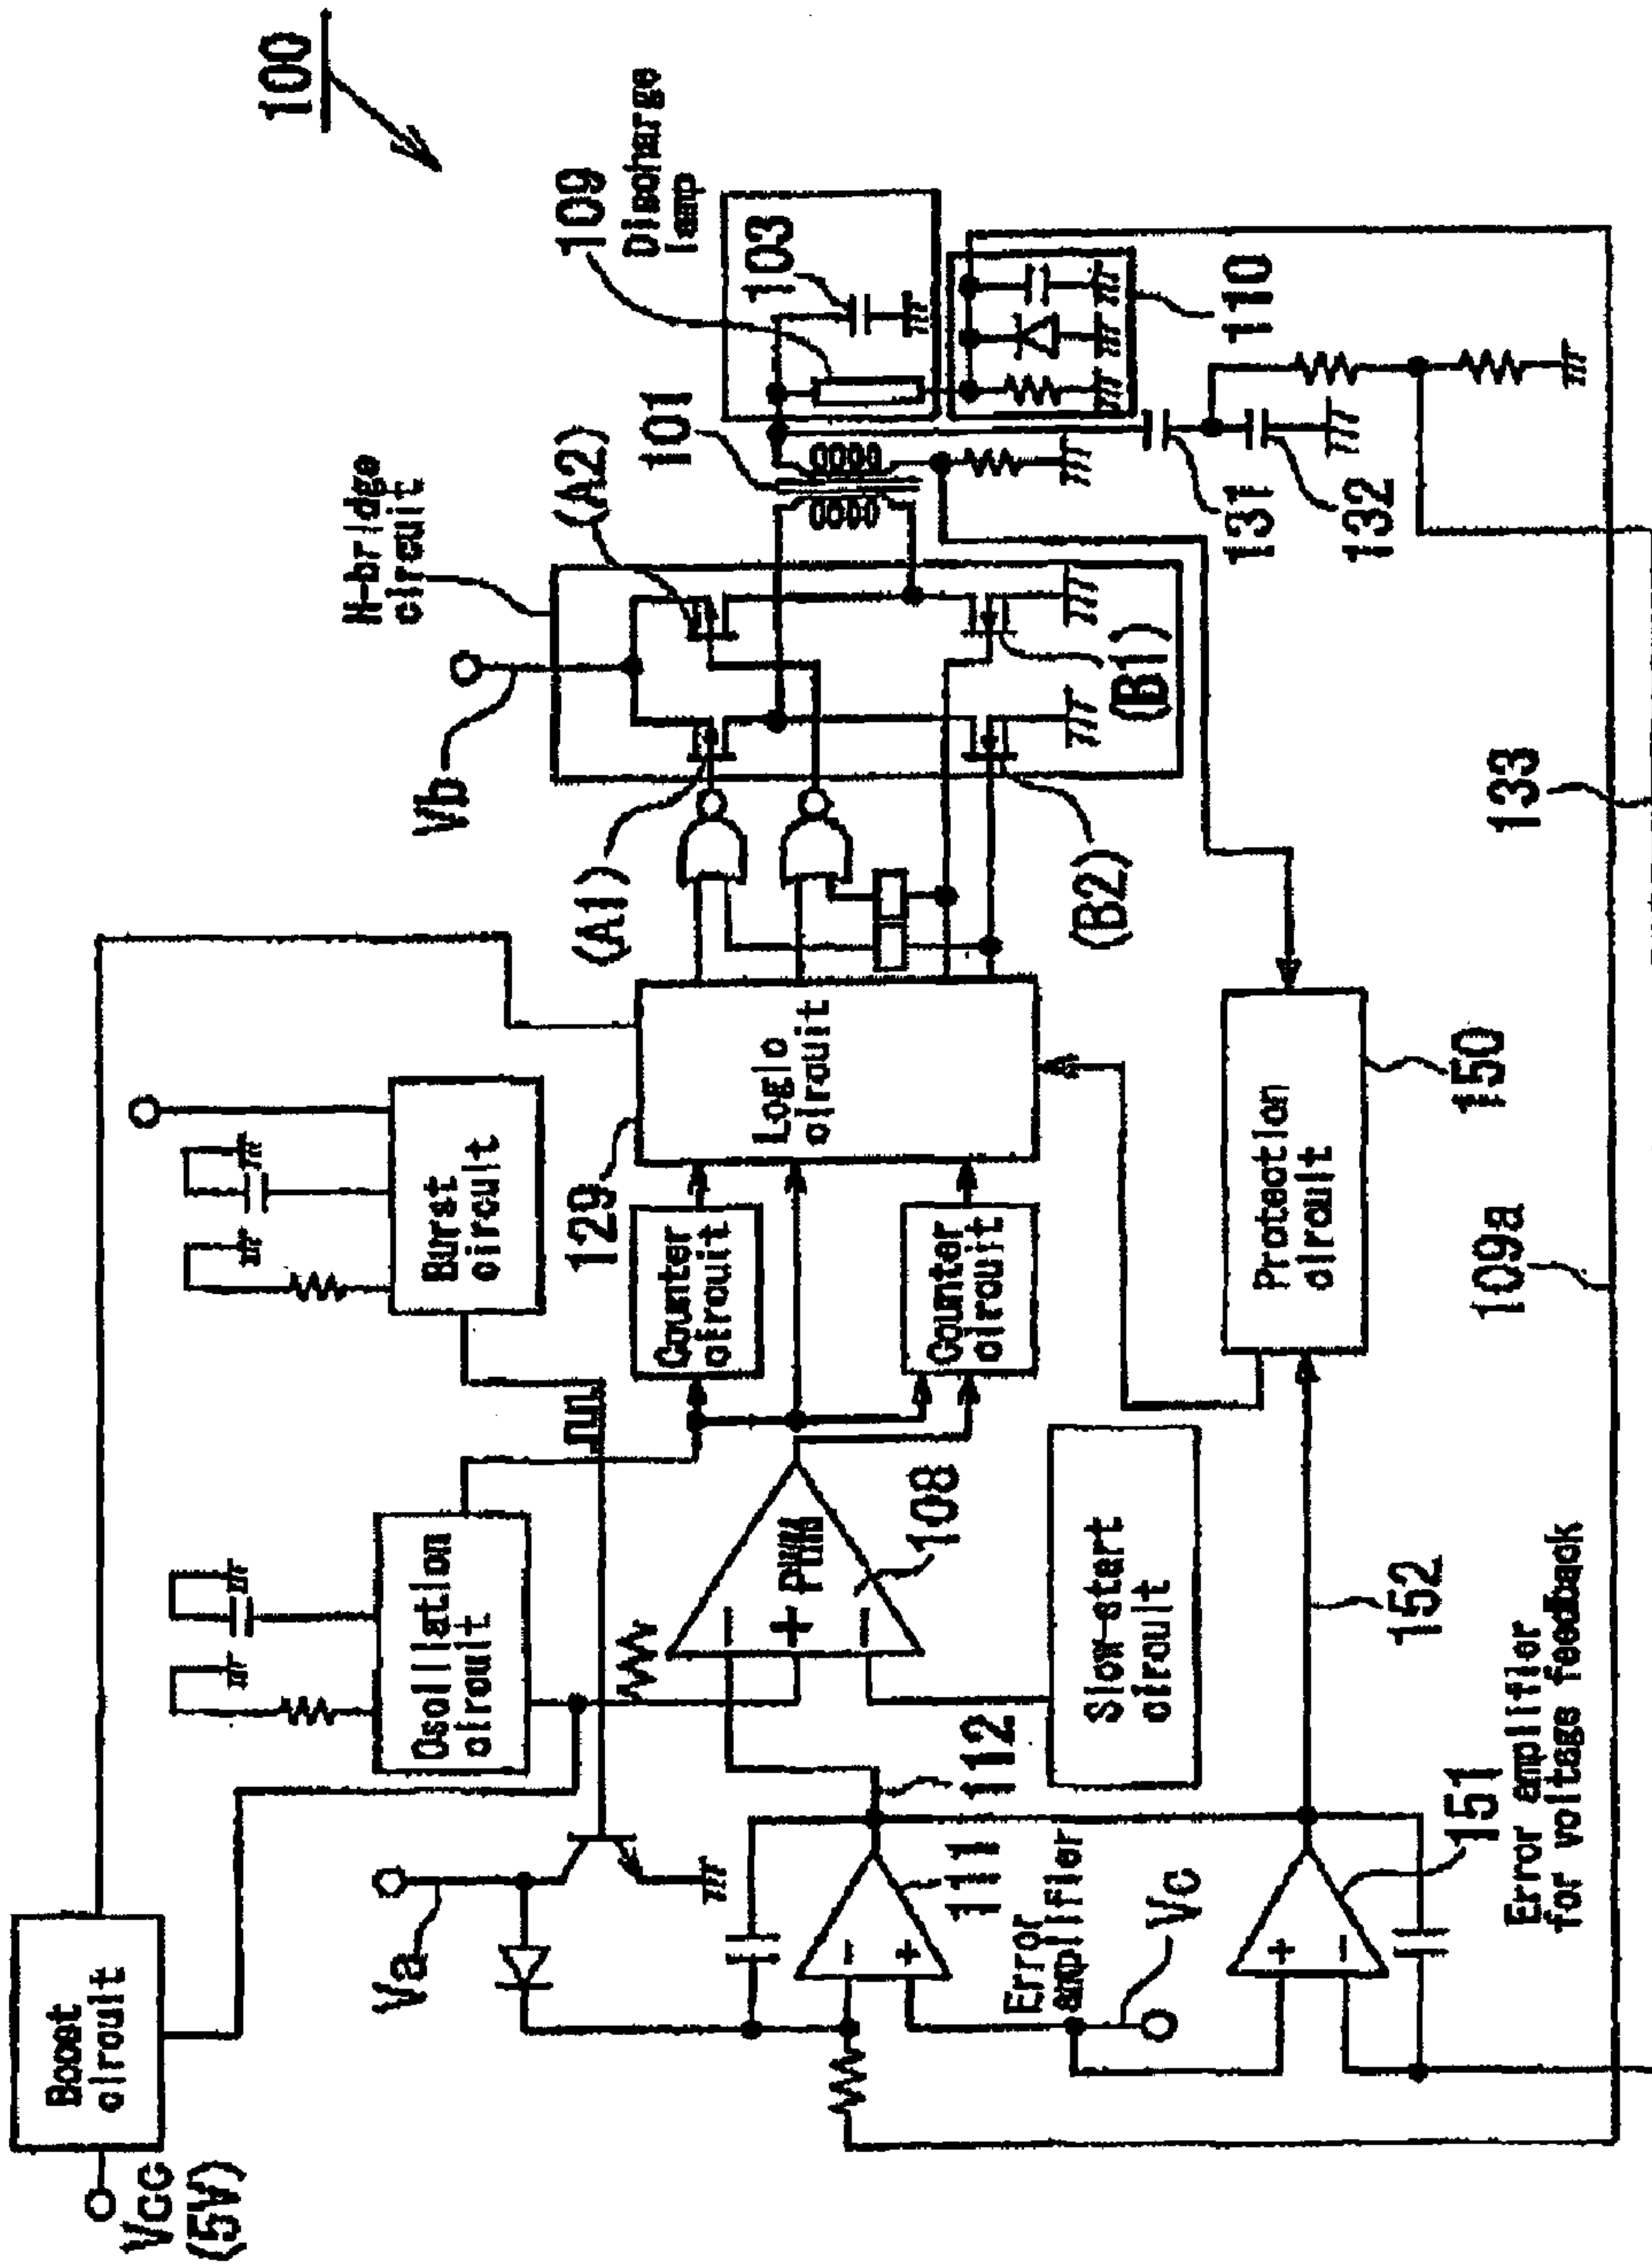 100
Boost
circuit
VCC
(5V)
Va
Oscillation
circuit
Burst
circuit
Vb
H-bridge
circuit
(A1)
(A2)
(B1)
(B2)
101
109
Discharge
lamp
103
110
131
132
133
129
Logic
circuit
Counter
circuit
Counter
circuit
PWM
−
+
−
108
Slow-start
circuit
112
111
−
+
Error
amplifier
Vc
+
−
151
Error amplifier
for voltage feedback
152
Protection
circuit
150
109a